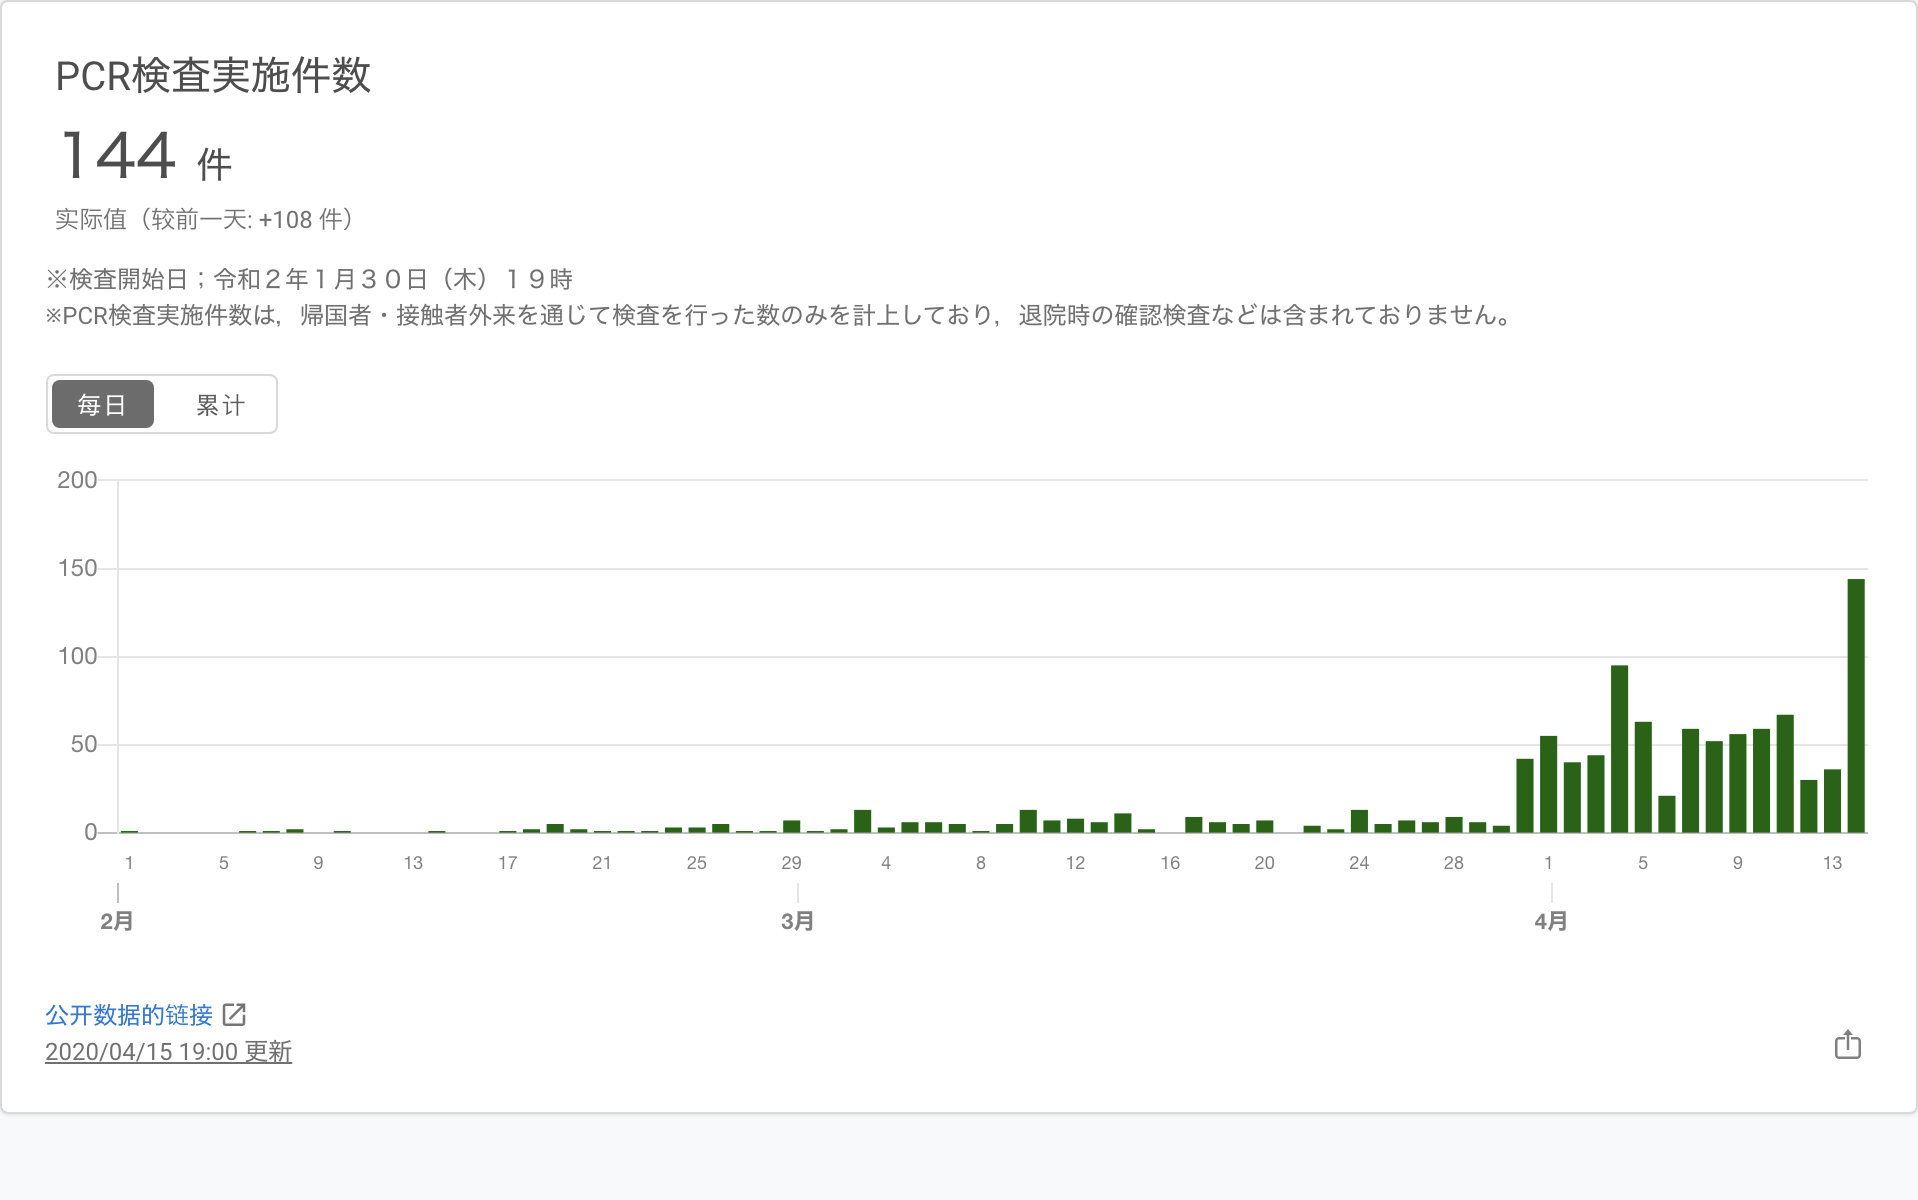 PCR検査実施件数
144 件
实际值（较前一天: +108 件）
※検査開始日；令和２年１月３０日（木）１９時
※PCR検査実施件数は，帰国者・接触者外来を通じて検査を行った数のみを計上しており，退院時の確認検査などは含まれておりません。
每日 累计
200
150
100
50
0
1 5 9 13 17 21 25 29 4 8 12 16 20 24 28 1 5 9 13
2月 3月 4月
公开数据的链接
2020/04/15 19:00 更新